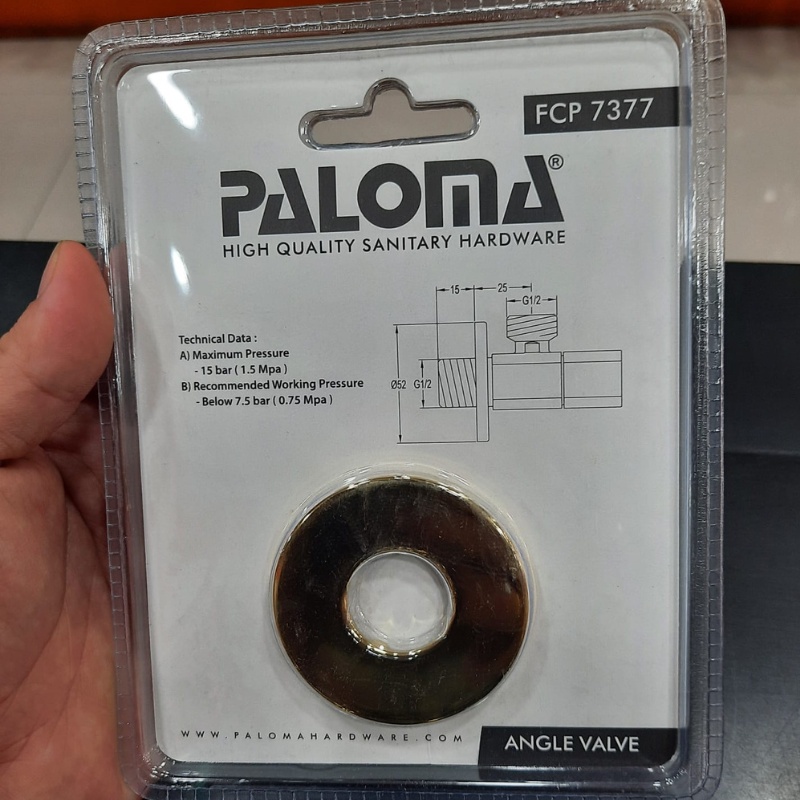 FCP 7377
PALOMA®
HIGH QUALITY SANITARY HARDWARE
15
25
G1/2
Technical Data :
A) Maximum Pressure
- 15 bar ( 1.5 Mpa )
B) Recommended Working Pressure
- Below 7.5 bar ( 0.75 Mpa )
Ø52
G1/2
WWW.PALOMAHARDWARE.COM
ANGLE VALVE